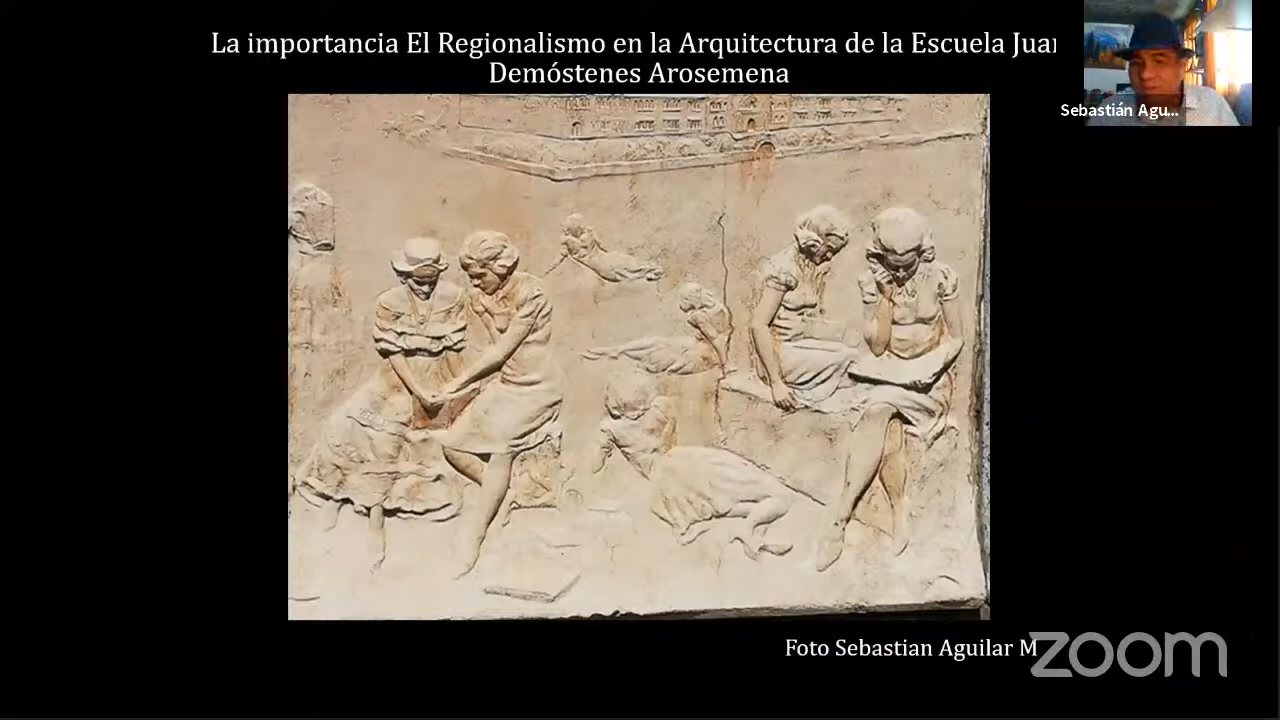 La importancia El Regionalismo en la Arquitectura de la Escuela Juan
Demóstenes Arosemena
Sebastián Agu...
Foto Sebastian Aguilar M
zoom